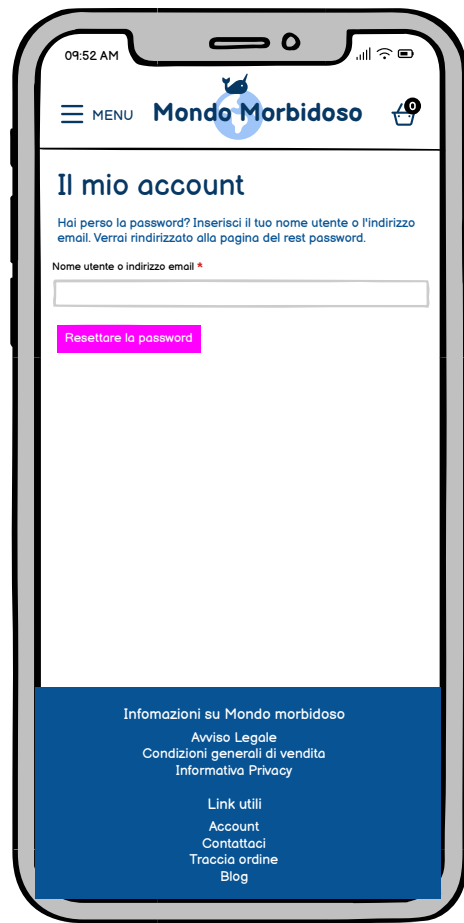 09:52 AM
MENU
Mondo Morbidoso
0
Il mio account
Hai perso la password? Inserisci il tuo nome utente o l'indirizzo
email. Verrai rindirizzato alla pagina del rest password.
Nome utente o indirizzo email *
Resettare la password
Infomazioni su Mondo morbidoso
Avviso Legale
Condizioni generali di vendita
Informativa Privacy
Link utili
Account
Contattaci
Traccia ordine
Blog